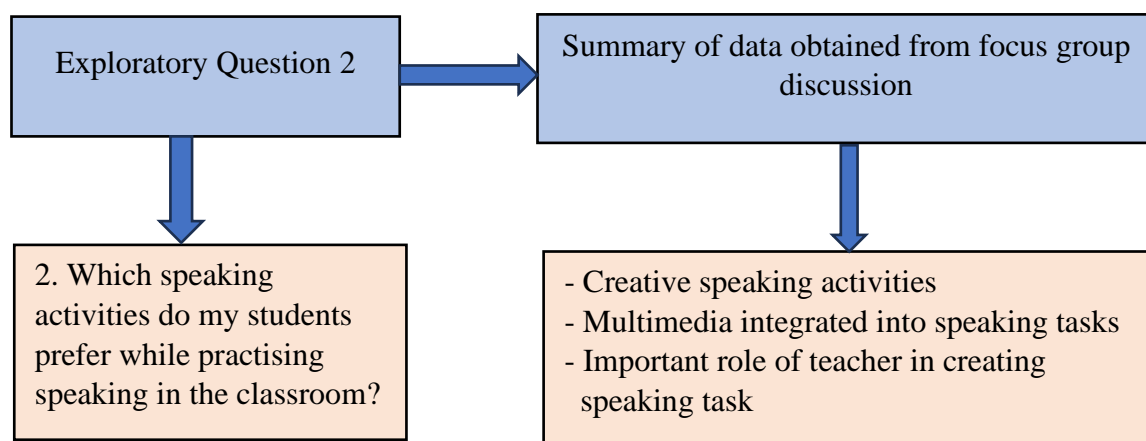 Exploratory Question 2
Summary of data obtained from focus group
discussion
2. Which speaking
activities do my students
prefer while practising
speaking in the classroom?
- Creative speaking activities
- Multimedia integrated into speaking tasks
- Important role of teacher in creating
speaking task